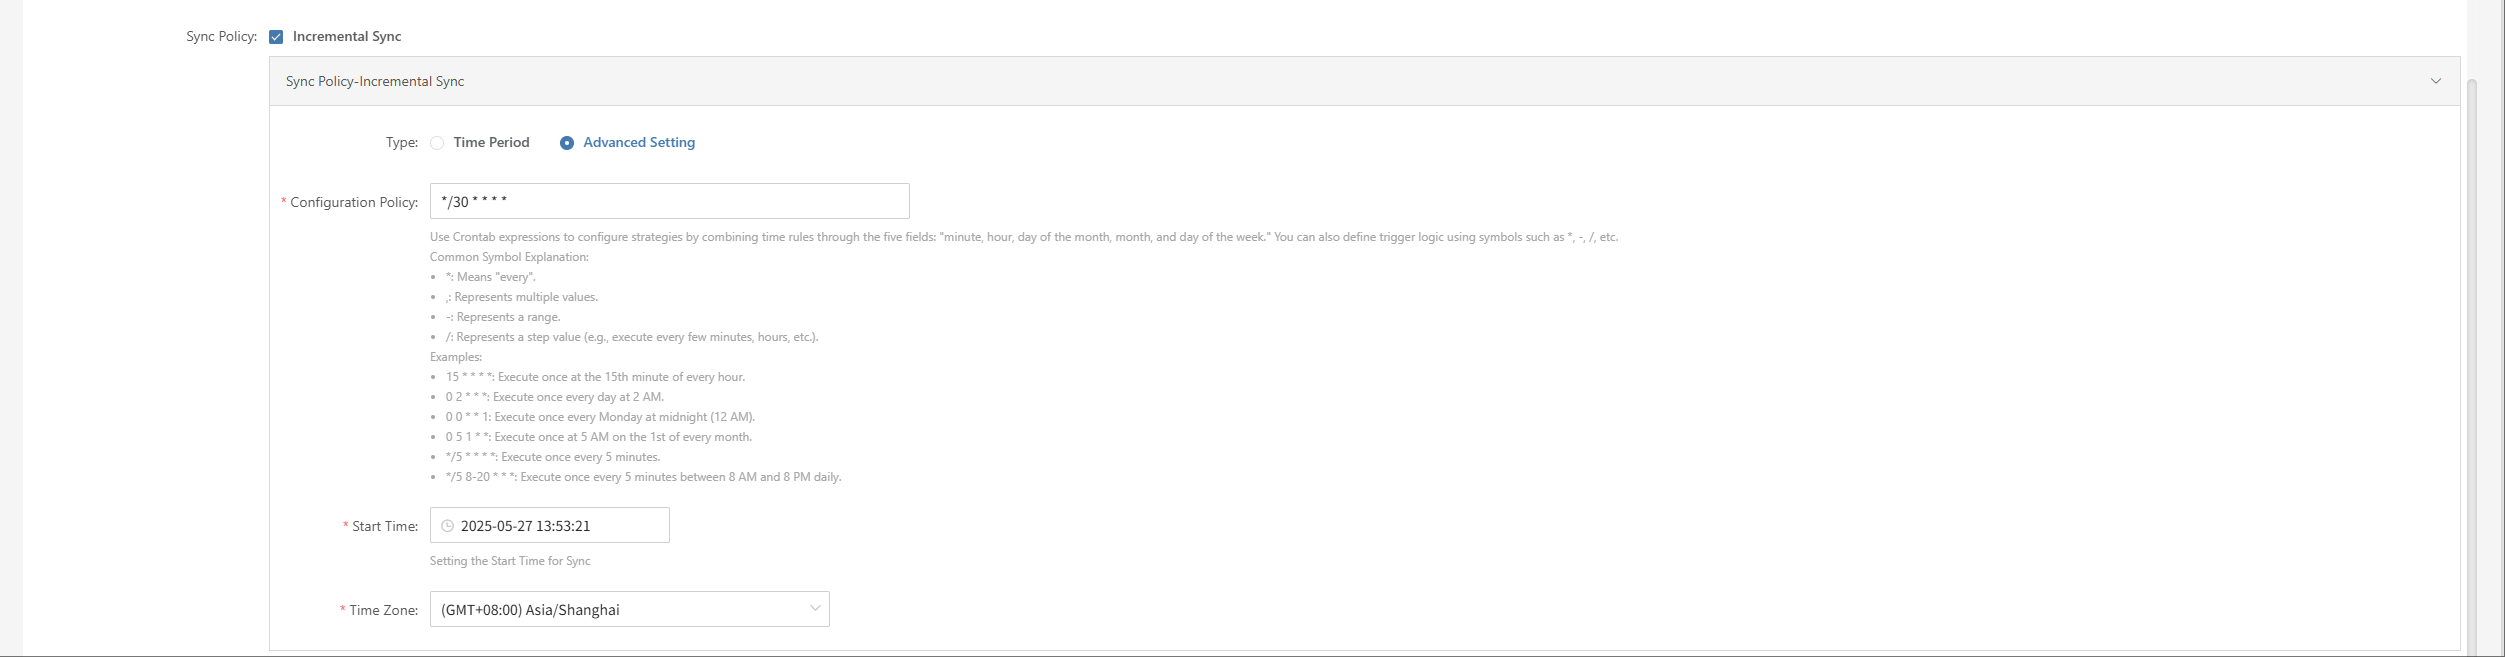 Sync Policy: Incremental Sync
Sync Policy-Incremental Sync
Type: Time Period Advanced Setting
* Configuration Policy: */30 * * * *
Use Crontab expressions to configure strategies by combining time rules through the five fields: "minute, hour, day of the month, month, and day of the week." You can also define trigger logic using symbols such as *, -, /, etc.
Common Symbol Explanation:
• *: Means "every".
• ,: Represents multiple values.
• -: Represents a range.
• /: Represents a step value (e.g., execute every few minutes, hours, etc.).
Examples:
• 15 * * * *: Execute once at the 15th minute of every hour.
• 0 2 * * *: Execute once every day at 2 AM.
• 0 0 * * 1: Execute once every Monday at midnight (12 AM).
• 0 5 1 * *: Execute once at 5 AM on the 1st of every month.
• */5 * * * *: Execute once every 5 minutes.
• */5 8-20 * * *: Execute once every 5 minutes between 8 AM and 8 PM daily.
* Start Time: 2025-05-27 13:53:21
Setting the Start Time for Sync
* Time Zone: (GMT+08:00) Asia/Shanghai